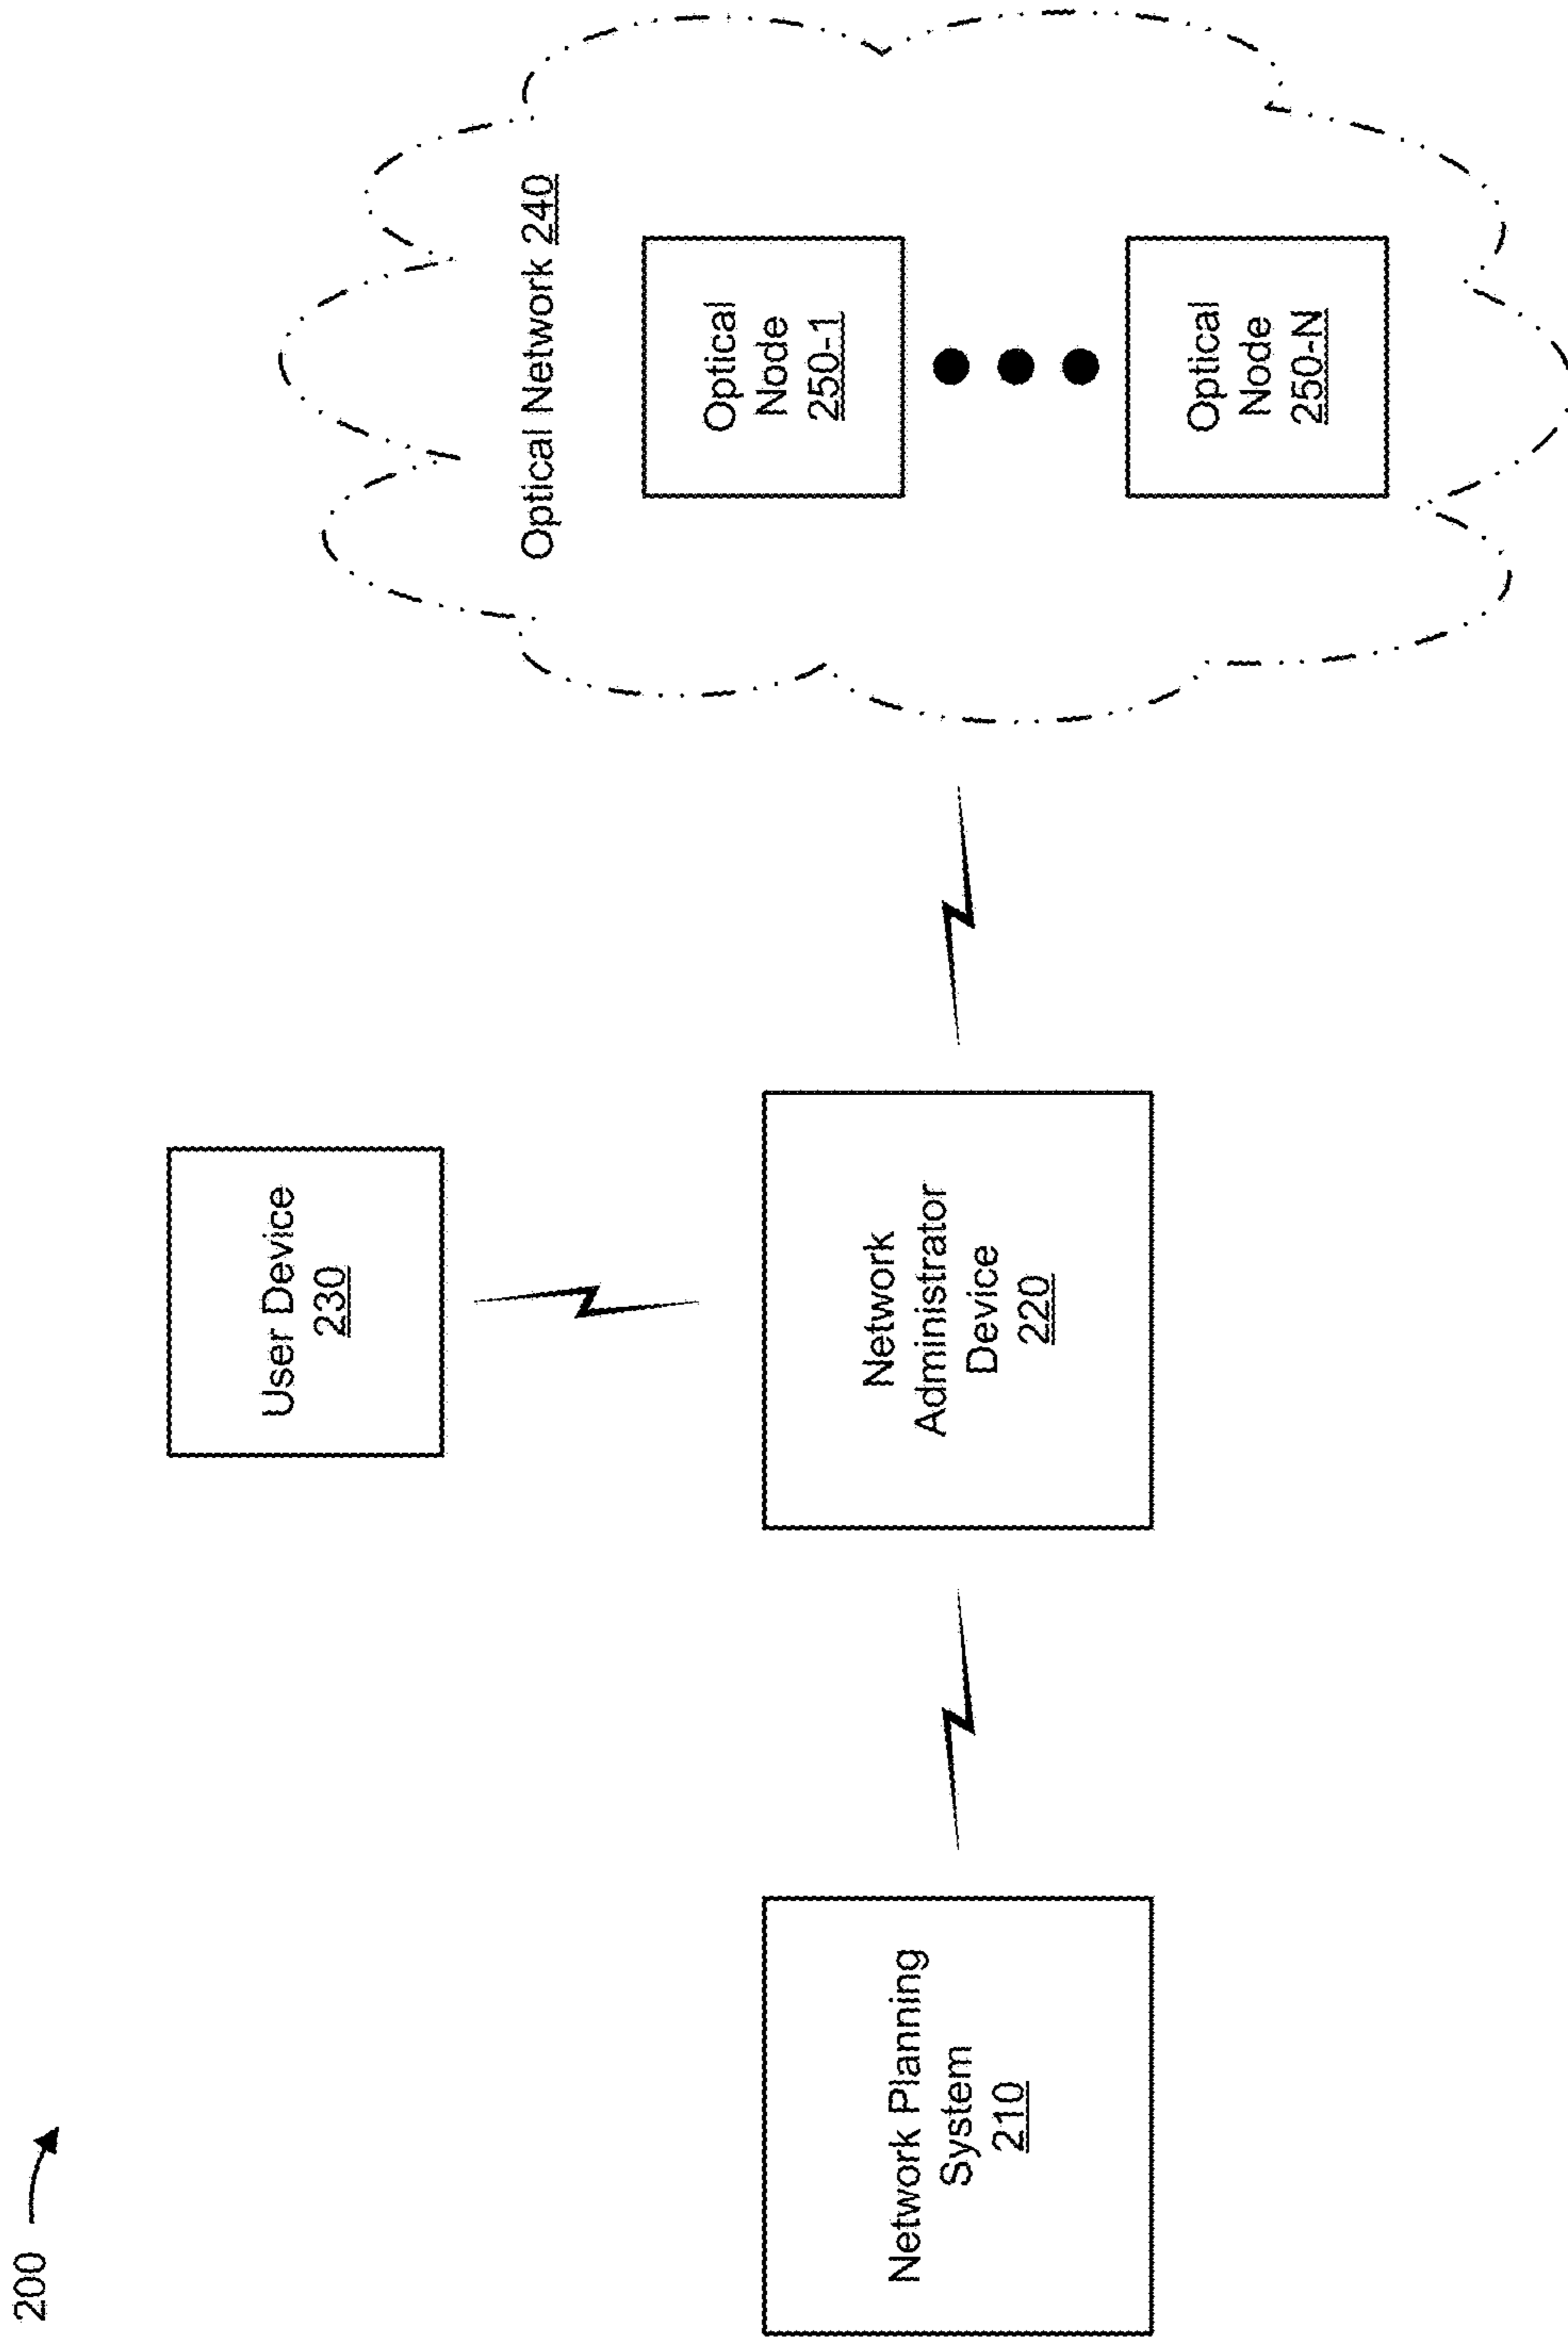 200
User Device
230
Optical Network 240
Network Planning
System
210
Network
Administrator
Device
220
Optical
Node
250-1
Optical
Node
250-N